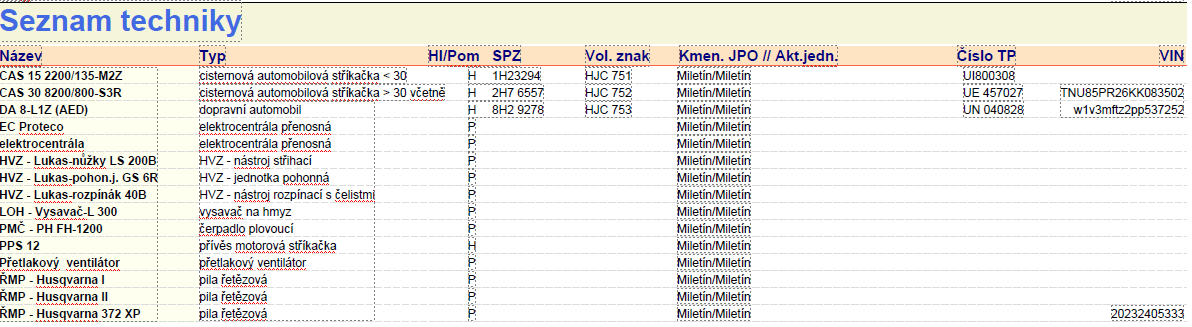 Seznam techniky
Název Typ Hl/Pom SPZ Vol. znak Kmen. JPO // Akt.jedn. Číslo TP VIN
CAS 15 2200/135-M2Z cisternová automobilová stříkačka < 30 H 1H23294 HJC 751 Miletín/Miletín UI800308
CAS 30 8200/800-S3R cisternová automobilová stříkačka > 30 včetně H 2H7 6557 HJC 752 Miletín/Miletín UE 457027 TNU85PR26KK083502
DA 8-L1Z (AED) dopravní automobil H 8H2 9278 HJC 753 Miletín/Miletín UN 040828 w1v3mftz2pp537252
EC Proteco elektrocentrála přenosná P Miletín/Miletín
elektrocentrála elektrocentrála přenosná P Miletín/Miletín
HVZ - Lukas-nůžky LS 200B HVZ - nástroj střihací P Miletín/Miletín
HVZ - Lukas-pohon.j. GS 6R HVZ - jednotka pohonná P Miletín/Miletín
HVZ - Lukas-rozpínák 40B HVZ - nástroj rozpínací s čelistmi P Miletín/Miletín
LOH - Vysavač-L 300 vysavač na hmyz P Miletín/Miletín
PMČ - PH FH-1200 čerpadlo plovoucí P Miletín/Miletín
PPS 12 přívěs motorová stříkačka H Miletín/Miletín
Přetlakový ventilátor přetlakový ventilátor P Miletín/Miletín
ŘMP - Husqvarna I pila řetězová P Miletín/Miletín
ŘMP - Husqvarna II pila řetězová P Miletín/Miletín
ŘMP - Husqvarna 372 XP pila řetězová P Miletín/Miletín 20232405333